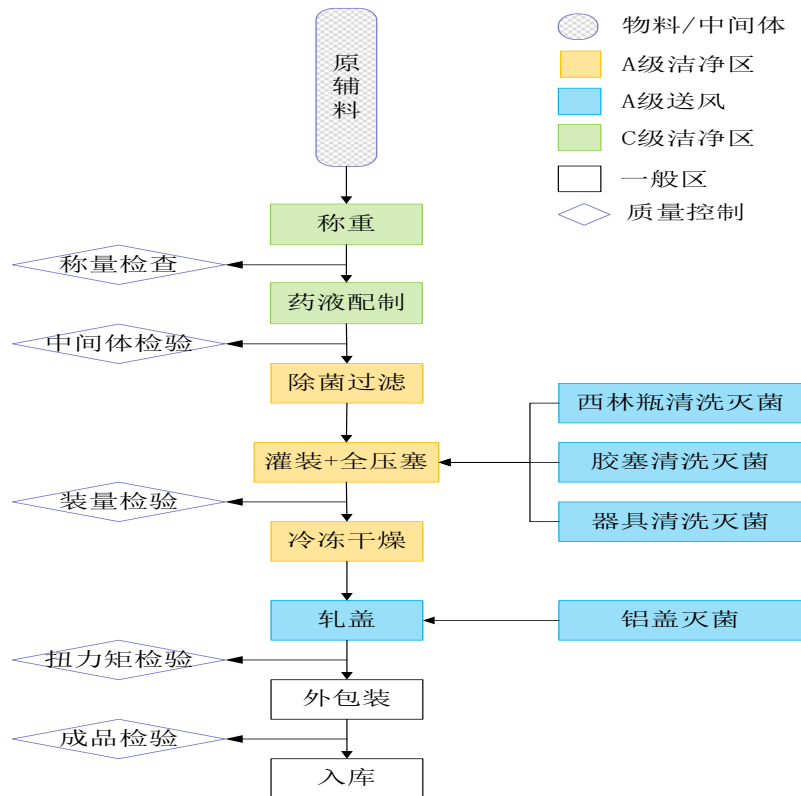 原辅料
物料/中间体
A级洁净区
A级送风
C级洁净区
一般区
质量控制
称重
称量检查
药液配制
中间体检验
除菌过滤
西林瓶清洗灭菌
灌装+全压塞
胶塞清洗灭菌
装量检验
器具清洗灭菌
冷冻干燥
轧盖
铝盖灭菌
扭力矩检验
外包装
成品检验
入库